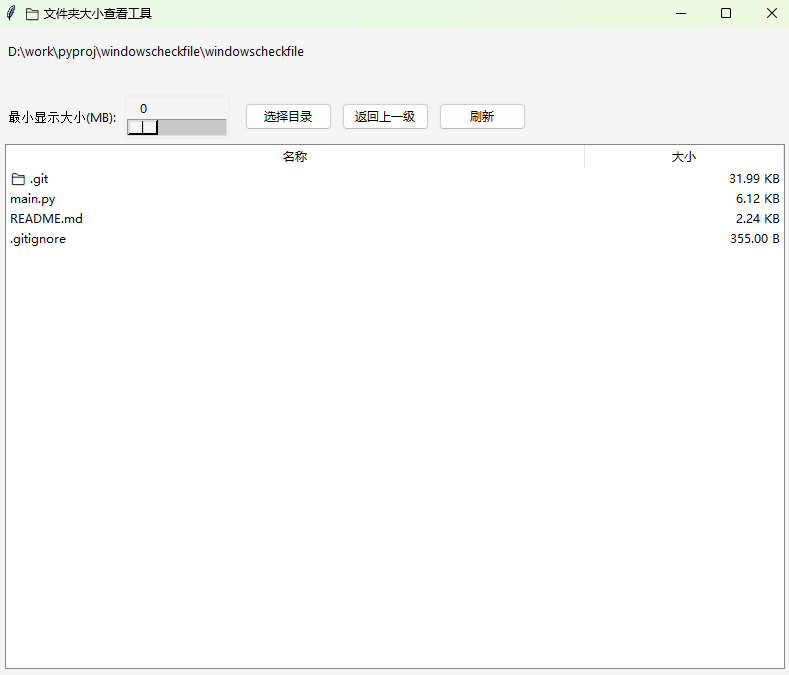 文件夹大小查看工具
D:\work\pyproj\windowscheckfile\windowscheckfile
最小显示大小(MB): 0 选择目录 返回上一级 刷新
名称 大小
.git 31.99 KB
main.py 6.12 KB
README.md 2.24 KB
.gitignore 355.00 B